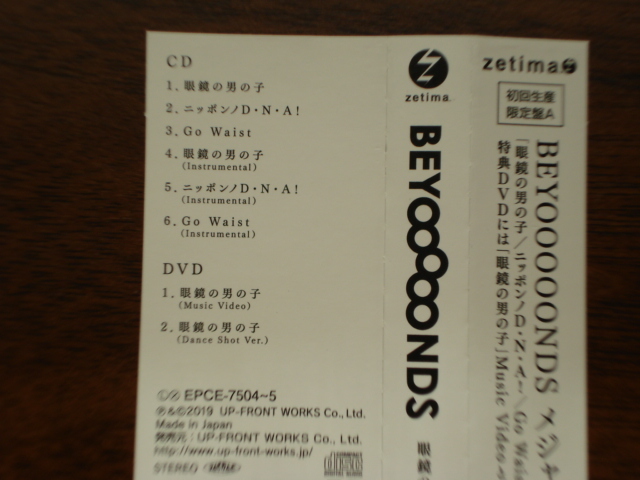 CD
1. 眼鏡の男の子
2. ニッポンノD・N・A!
3. Go Waist
4. 眼鏡の男の子
(Instrumental)
5. ニッポンノD・N・A!
(Instrumental)
6. Go Waist
(Instrumental)
DVD
1. 眼鏡の男の子
(Music Video)
2. 眼鏡の男の子
(Dance Shot Ver.)
EPCE-7504~5
℗&©2019 UP-FRONT WORKS Co., Ltd.
Made in Japan
発売元: UP-FRONT WORKS Co., Ltd.
http://www.up-front-works.jp/
STEREO
zetima
BEYOOOOONDS
眼鏡
zetima
初回生産
限定盤A
BEYOOOOONDS
「眼鏡の男の子/ニッポンノD・N・A!/Go Wais
特典DVDには「眼鏡の男の子」Music Video